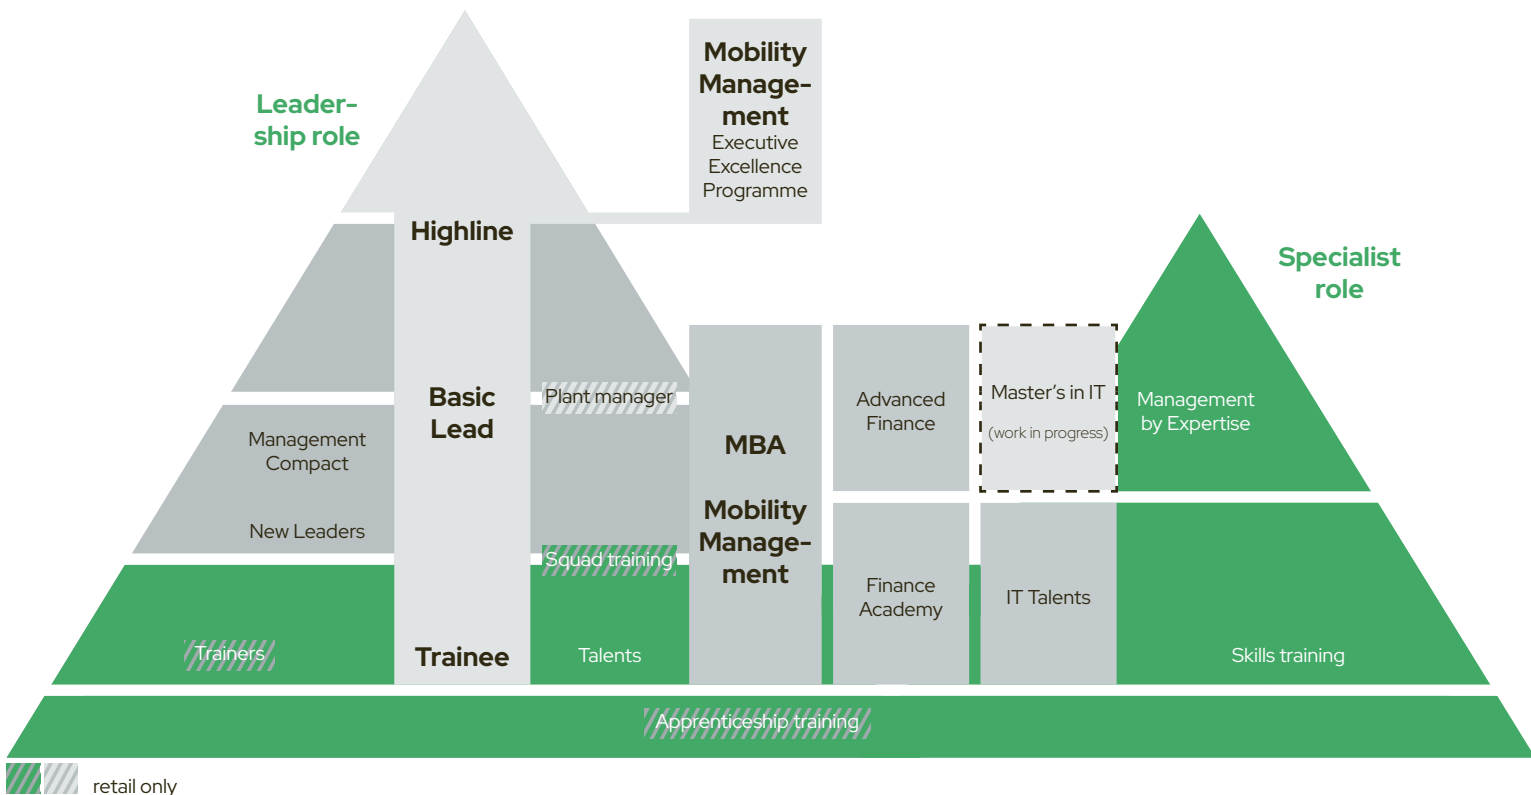 Leader-
ship role
Mobility
Manage-
ment
Executive
Excellence
Programme
Highline
Specialist
role
Basic
Lead
Plant manager
Management
Compact
New Leaders
MBA
Mobility
Manage-
ment
Advanced
Finance
Master's in IT
(work in progress)
Management
by Expertise
Squad training
Finance
Academy
IT Talents
Trainers
Trainee
Talents
Skills training
Apprenticeship training
retail only